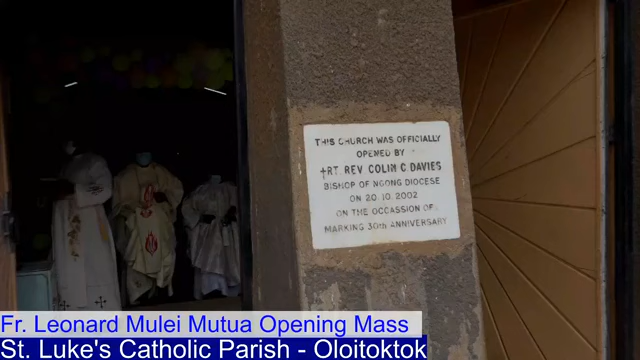 THIS CHURCH WAS OFFICIALLY
OPENED BY
†RT. REV COLIN C. DAVIES
BISHOP OF NGONG DIOCESE
ON 20.10.2002
ON THE OCCASSION OF
MARKING 30th ANNIVERSARY
Fr. Leonard Mulei Mutua Opening Mass
St. Luke's Catholic Parish - Oloitoktok